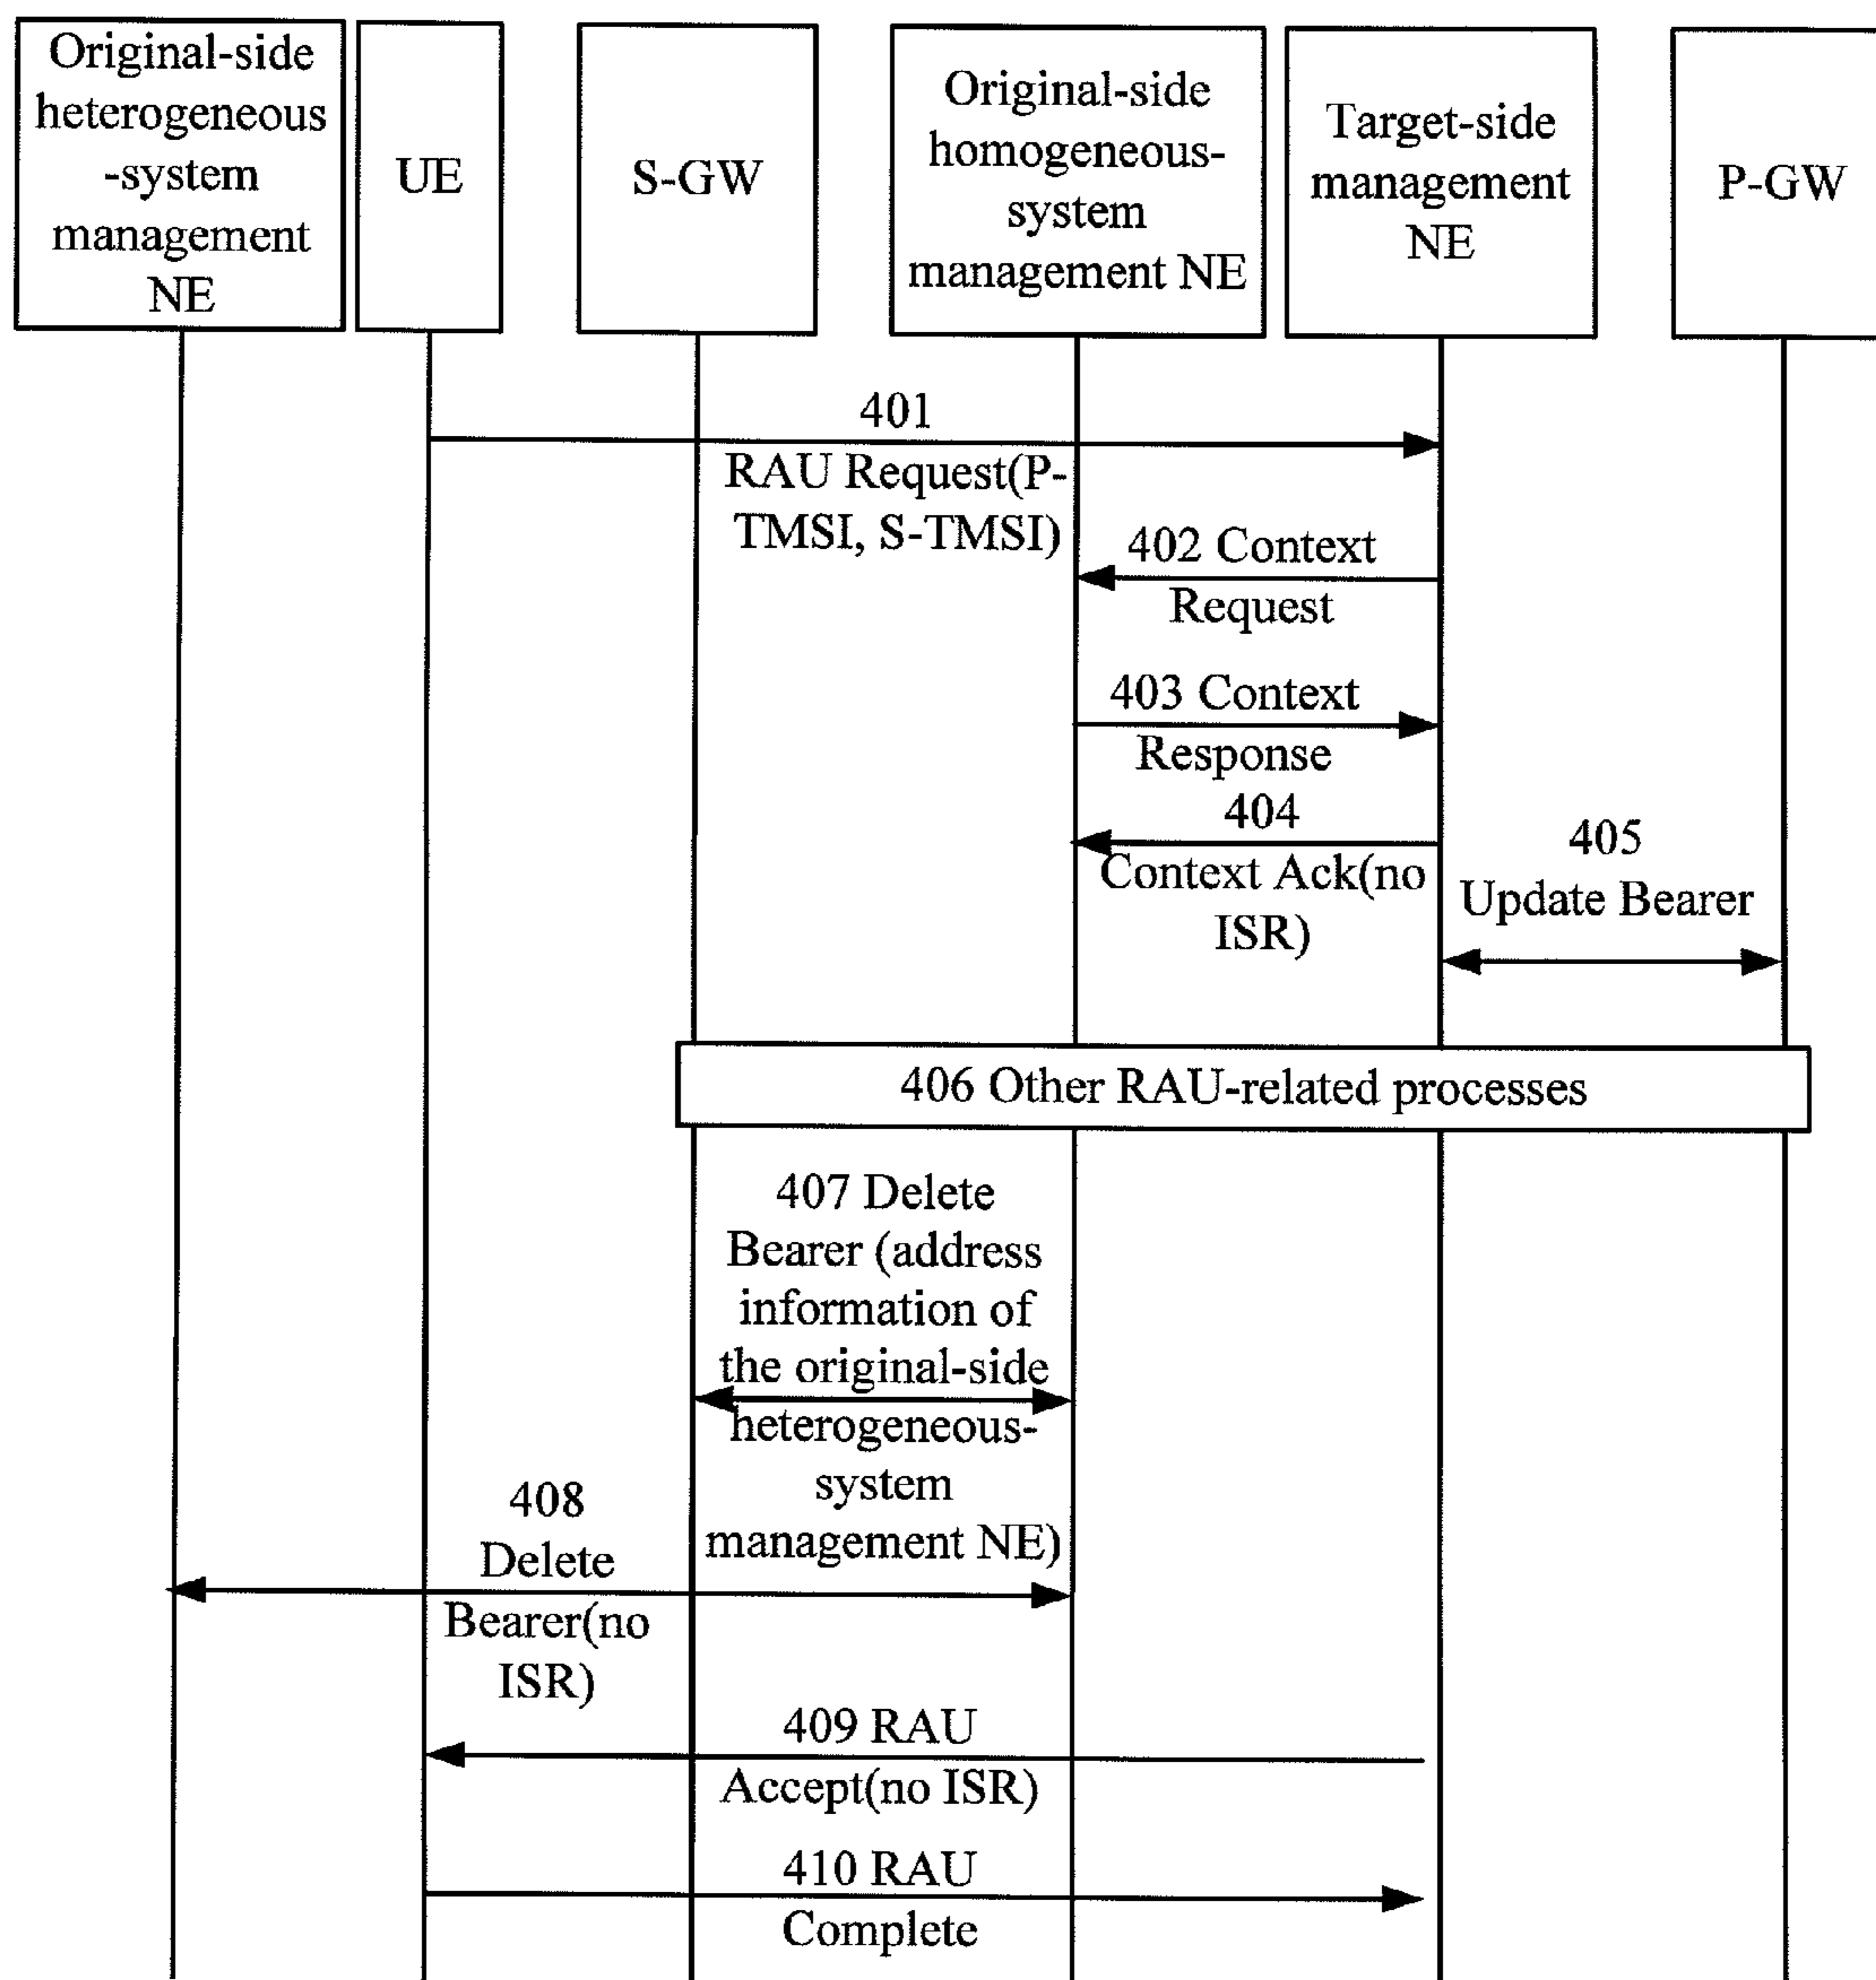 Original-side
heterogeneous
-system
management
NE
UE
S-GW
Original-side
homogeneous-
system
management NE
Target-side
management
NE
P-GW
401
RAU Request(P-
TMSI, S-TMSI)
402 Context
Request
403 Context
Response
404
Context Ack(no
ISR)
405
Update Bearer
406 Other RAU-related processes
407 Delete
Bearer (address
information of
the original-side
heterogeneous-
system
management NE)
408
Delete
Bearer(no
ISR)
409 RAU
Accept(no ISR)
410 RAU
Complete